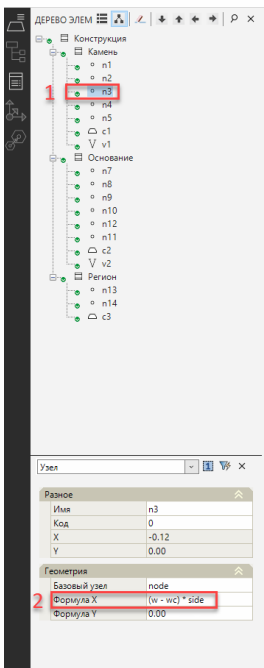 ДЕРЕВО ЭЛЕМ
Конструкция
Камень
n1
n2
1
n3
n4
n5
c1
v1
Основание
n7
n8
n9
n10
n12
n11
c2
v2
Регион
n13
n14
c3
Узел
1
Разное
Имя n3
Код 0
X -0.12
Y 0.00
Геометрия
Базовый узел node
2 Формула X (w - wc) * side
Формула Y 0.00